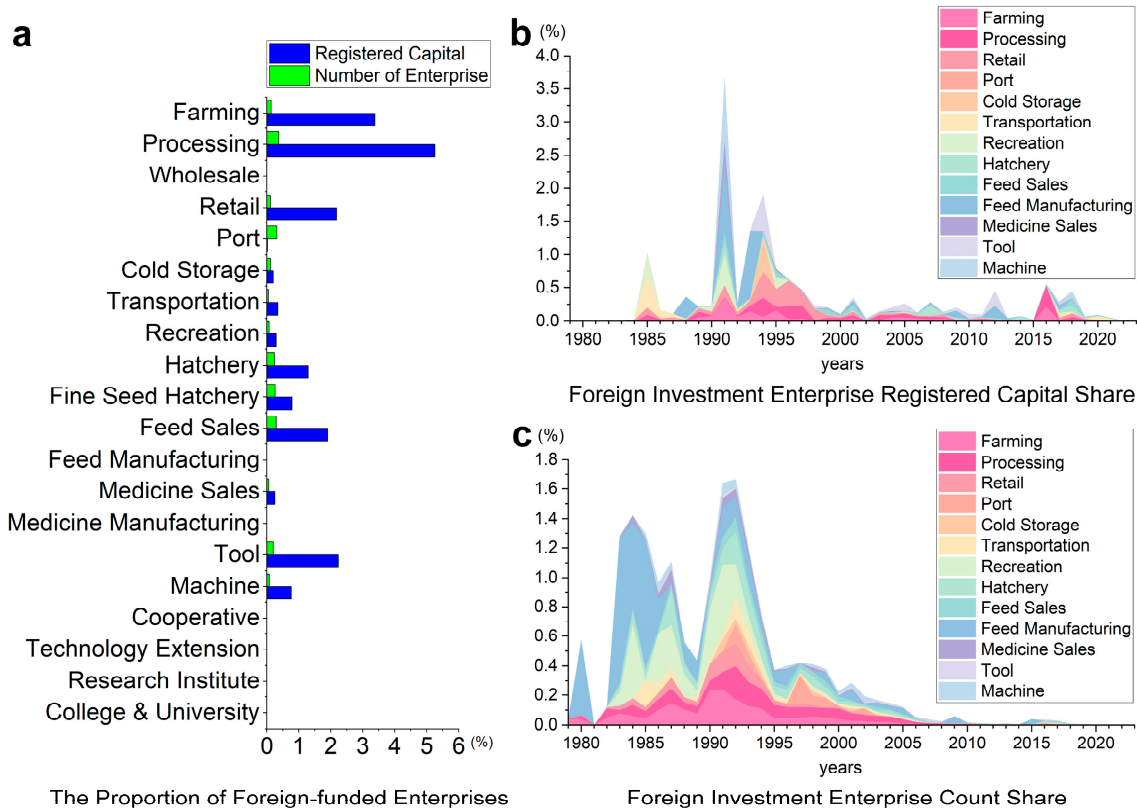 a
Registered Capital
Number of Enterprise
Farming
Processing
Wholesale
Retail
Port
Cold Storage
Transportation
Recreation
Hatchery
Fine Seed Hatchery
Feed Sales
Feed Manufacturing
Medicine Sales
Medicine Manufacturing
Tool
Machine
Cooperative
Technology Extension
Research Institute
College & University
0 1 2 3 4 5 6 (%)
The Proportion of Foreign-funded Enterprises
b (%)
4.0
3.5
3.0
2.5
2.0
1.5
1.0
0.5
0.0
1980 1985 1990 1995 2000 2005 2010 2015 2020
years
Farming
Processing
Retail
Port
Cold Storage
Transportation
Recreation
Hatchery
Feed Sales
Feed Manufacturing
Medicine Sales
Tool
Machine
Foreign Investment Enterprise Registered Capital Share
c (%)
1.8
1.6
1.4
1.2
1.0
0.8
0.6
0.4
0.2
0.0
1980 1985 1990 1995 2000 2005 2010 2015 2020
years
Farming
Processing
Retail
Port
Cold Storage
Transportation
Recreation
Hatchery
Feed Sales
Feed Manufacturing
Medicine Sales
Tool
Machine
Foreign Investment Enterprise Count Share